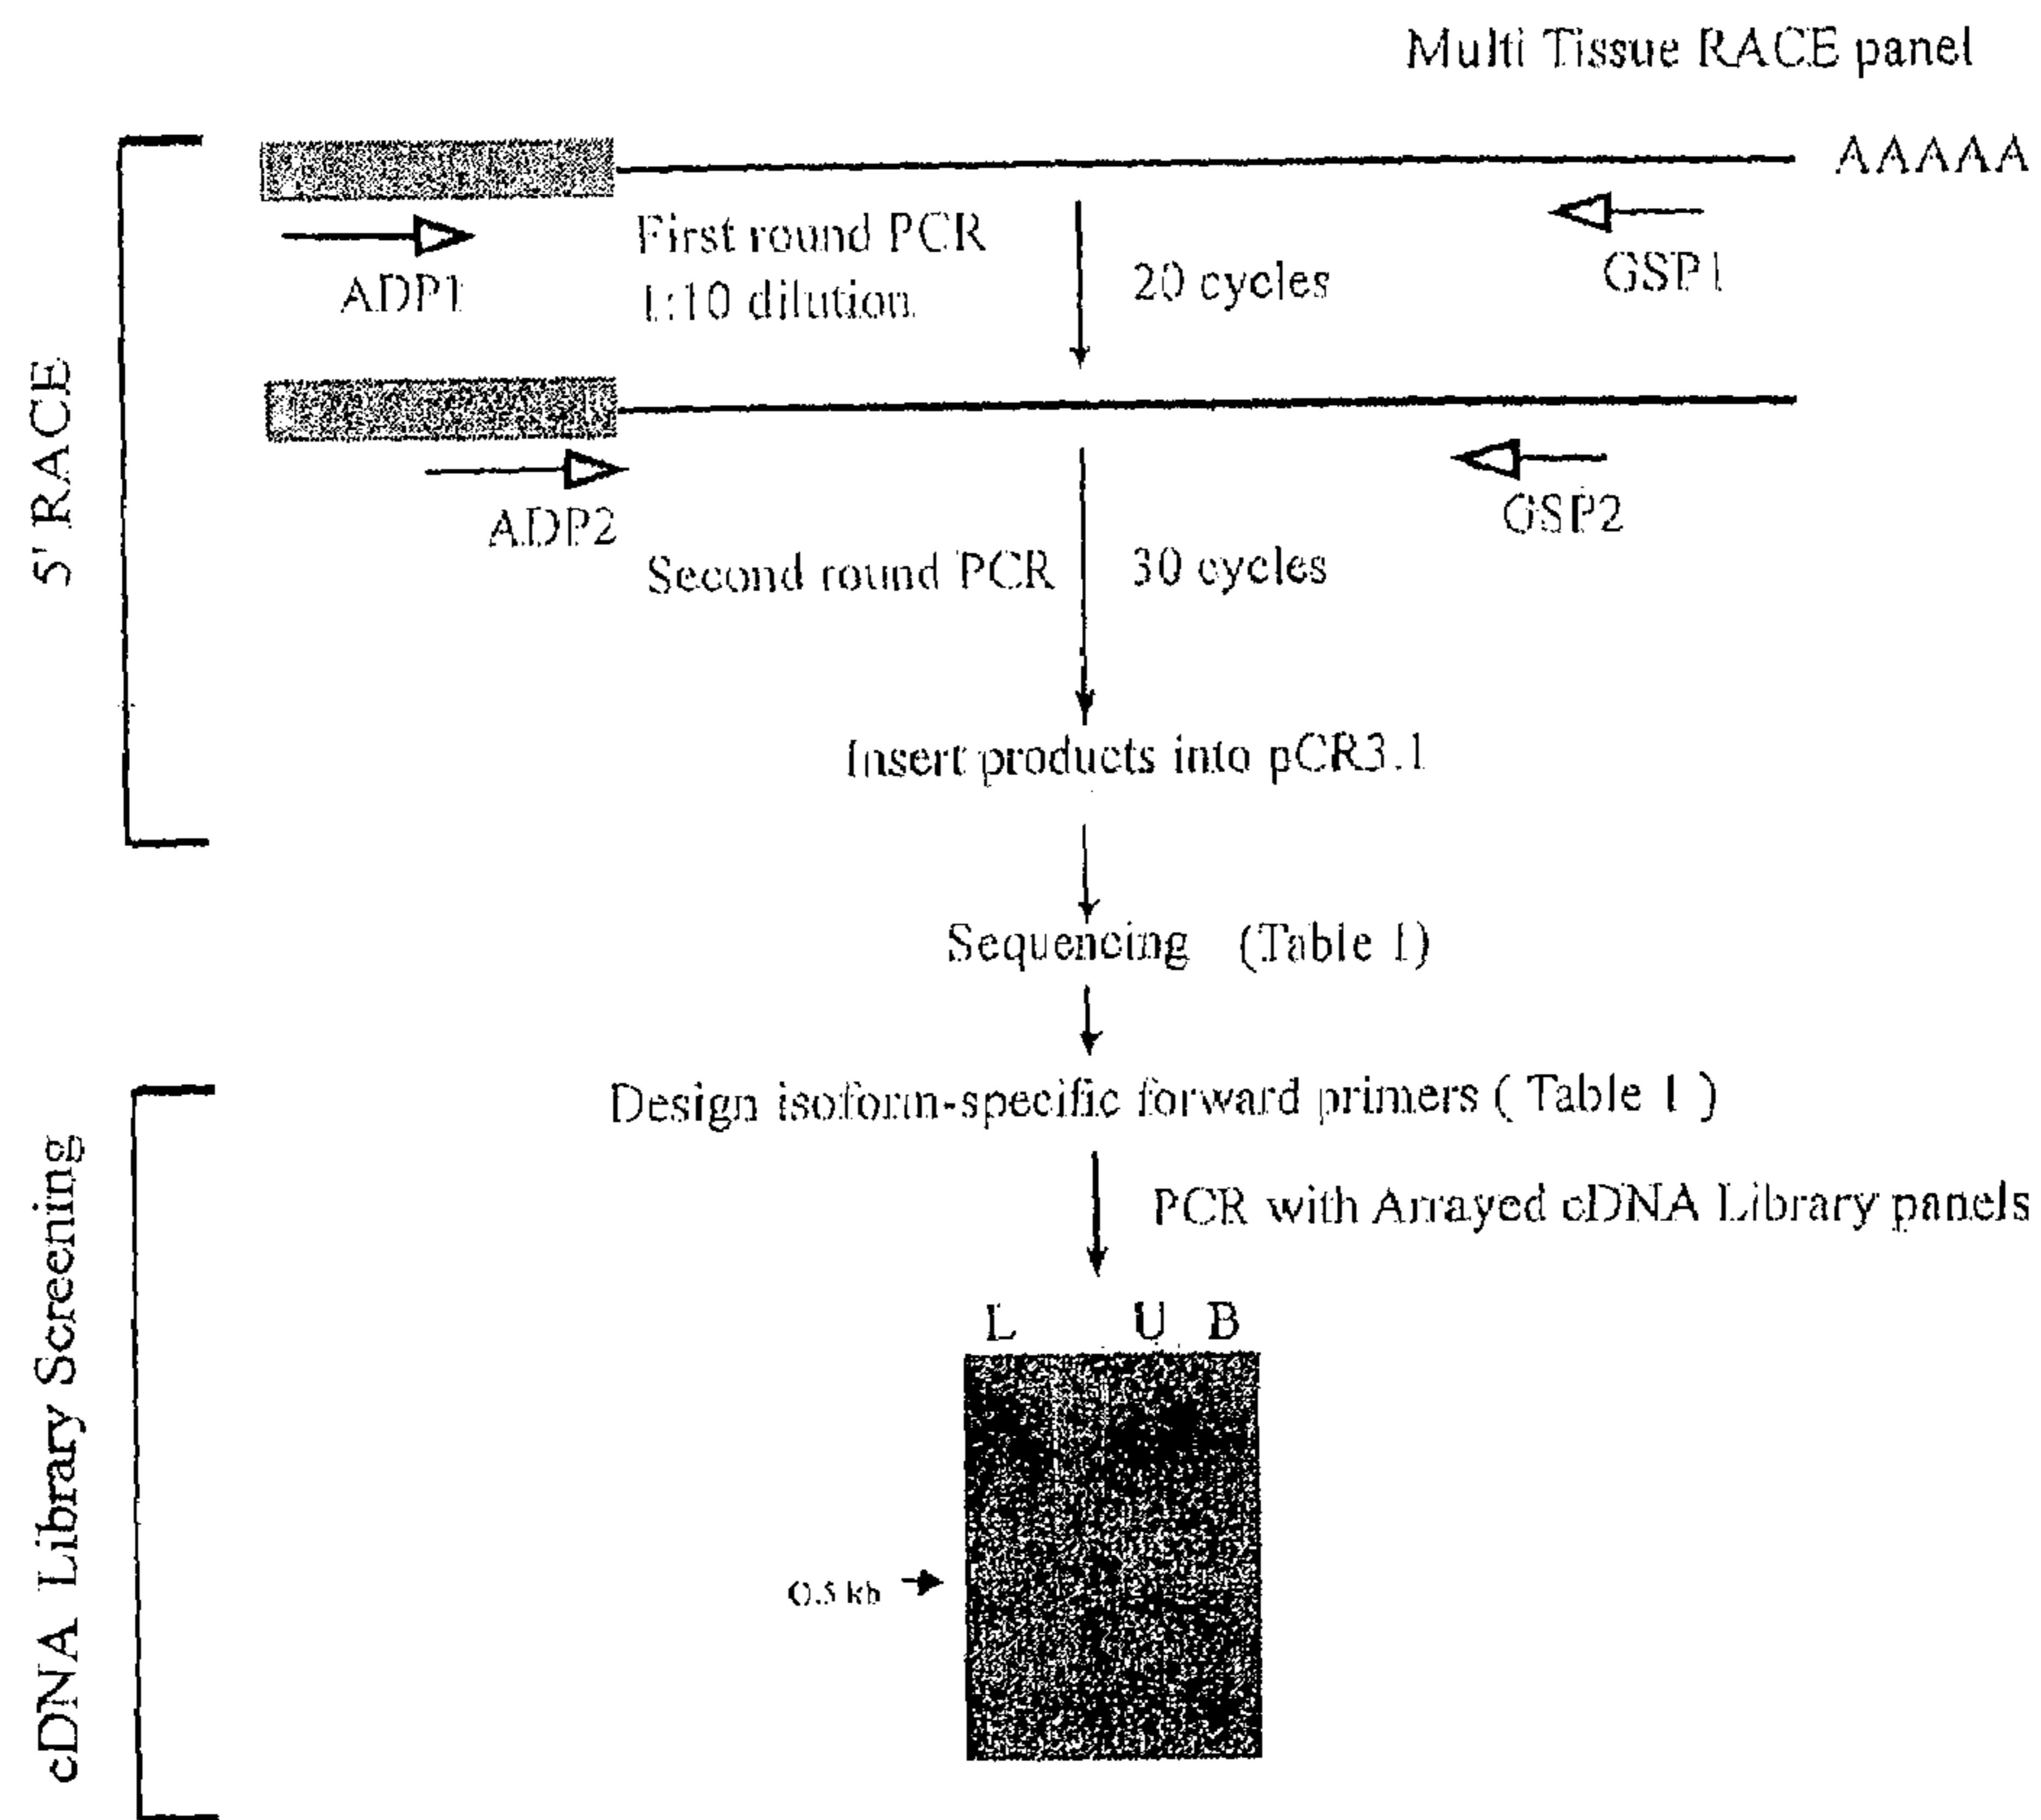 Multi Tissue RACE panel
AAAAA
First round PCR
1:10 dilution
20 cycles
ADP1
GSP1
5' RACE
ADP2
GSP2
Second round PCR
30 cycles
Insert products into pCR3.1
Sequencing (Table 1)
Design isoform-specific forward primers ( Table 1 )
PCR with Arrayed cDNA Library panels
cDNA Library Screening
L U B
0.5 kb